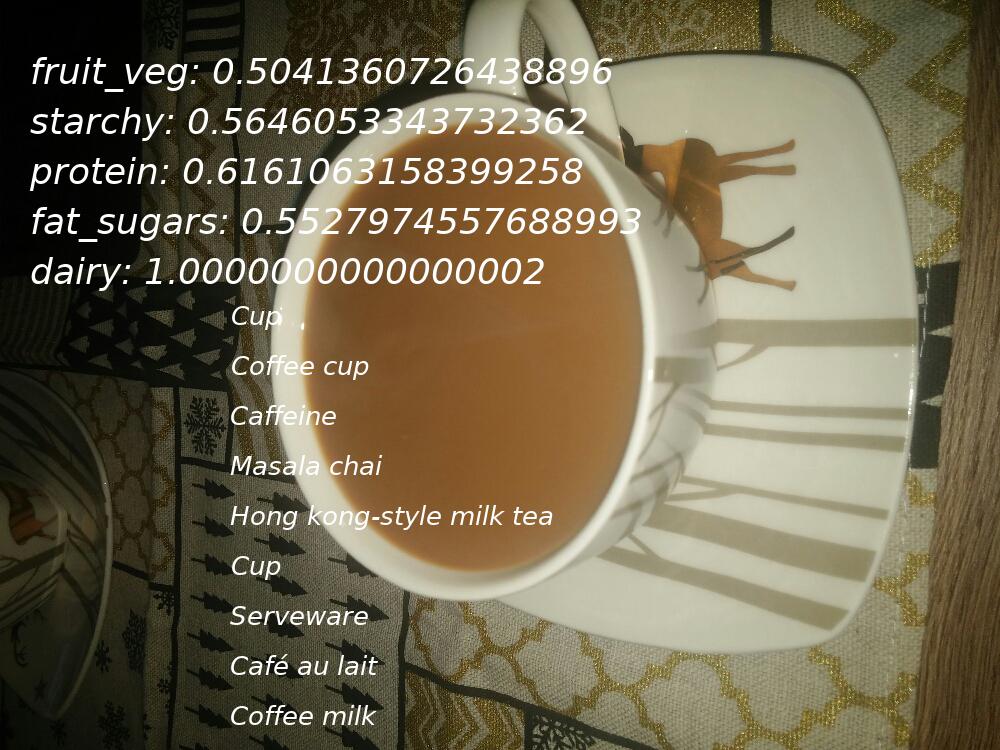 fruit_veg: 0.5041360726438896
starchy: 0.5646053343732362
protein: 0.6161063158399258
fat_sugars: 0.5527974557688993
dairy: 1.0000000000000002
Cup
Coffee cup
Caffeine
Masala chai
Hong kong-style milk tea
Cup
Serveware
Café au lait
Coffee milk